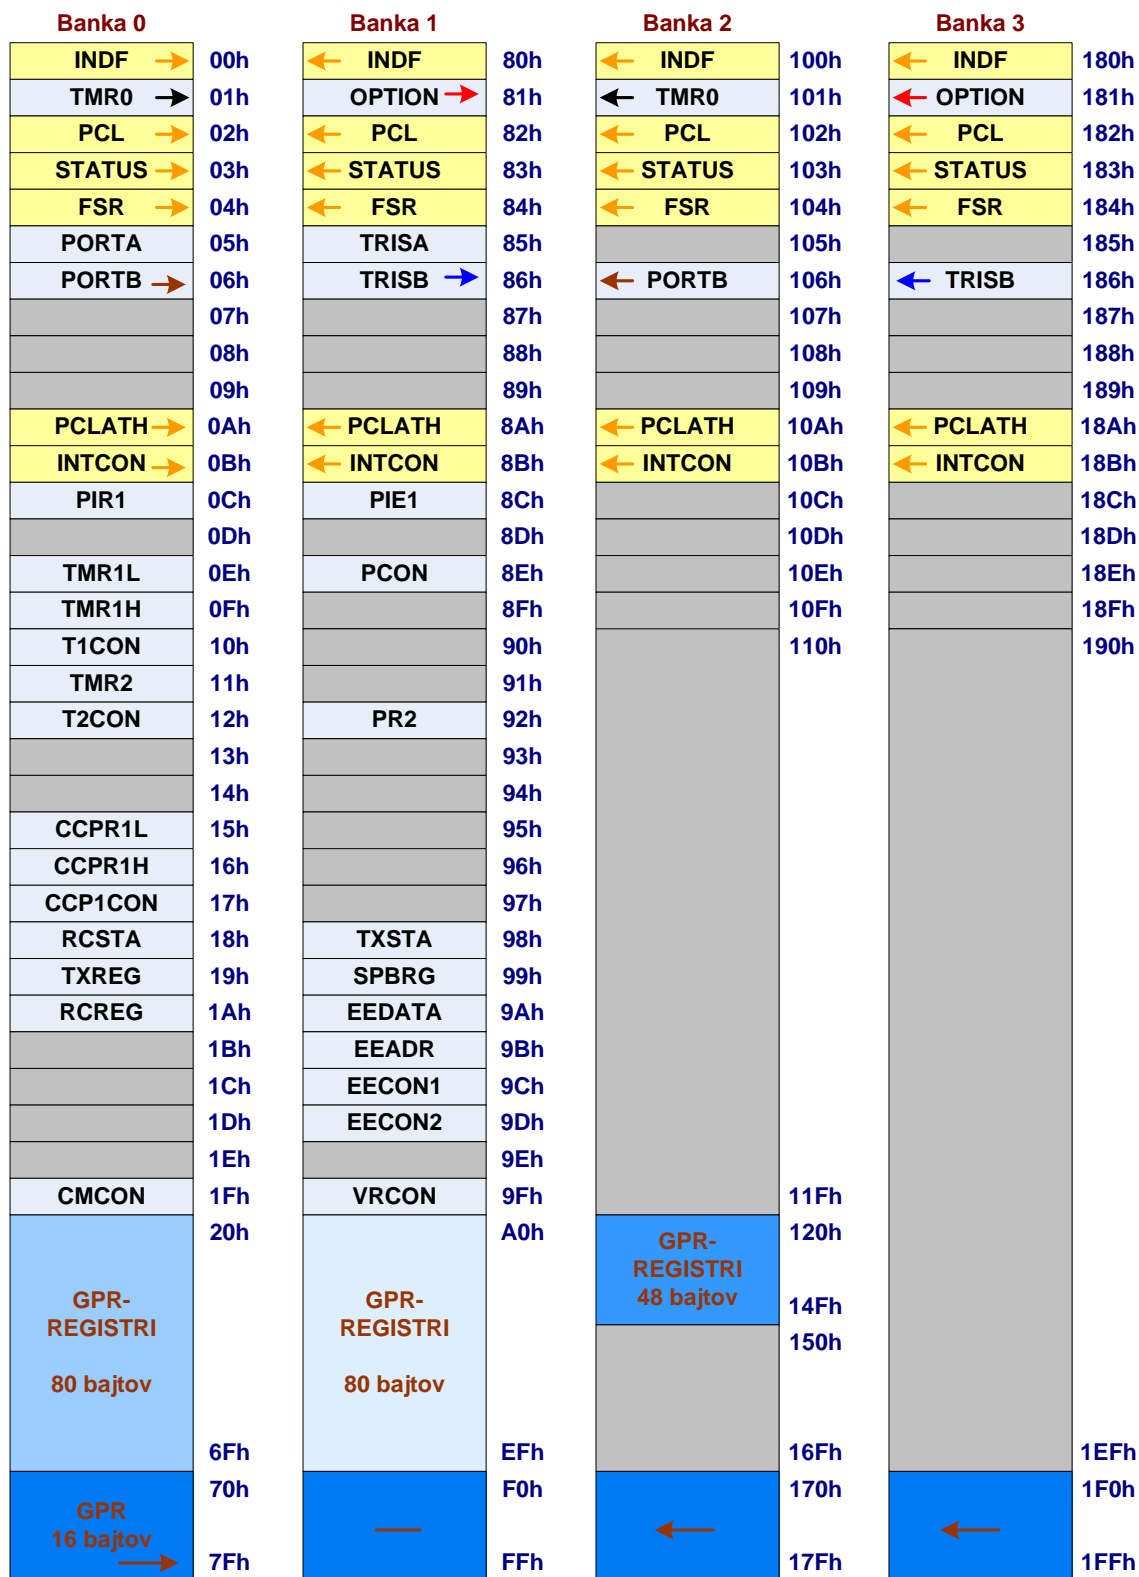 Banka 0 Banka 1 Banka 2 Banka 3
INDF 00h INDF 80h INDF 100h INDF 180h
TMR0 01h OPTION 81h TMR0 101h OPTION 181h
PCL 02h PCL 82h PCL 102h PCL 182h
STATUS 03h STATUS 83h STATUS 103h STATUS 183h
FSR 04h FSR 84h FSR 104h FSR 184h
PORTA 05h TRISA 85h 105h 185h
PORTB 06h TRISB 86h PORTB 106h TRISB 186h
07h 87h 107h 187h
08h 88h 108h 188h
09h 89h 109h 189h
PCLATH 0Ah PCLATH 8Ah PCLATH 10Ah PCLATH 18Ah
INTCON 0Bh INTCON 8Bh INTCON 10Bh INTCON 18Bh
PIR1 0Ch PIE1 8Ch 10Ch 18Ch
0Dh 8Dh 10Dh 18Dh
TMR1L 0Eh PCON 8Eh 10Eh 18Eh
TMR1H 0Fh 8Fh 10Fh 18Fh
T1CON 10h 90h 110h 190h
TMR2 11h 91h
T2CON 12h PR2 92h
13h 93h
14h 94h
CCPR1L 15h 95h
CCPR1H 16h 96h
CCP1CON 17h 97h
RCSTA 18h TXSTA 98h
TXREG 19h SPBRG 99h
RCREG 1Ah EEDATA 9Ah
1Bh EEADR 9Bh
1Ch EECON1 9Ch
1Dh EECON2 9Dh
1Eh 9Eh
CMCON 1Fh VRCON 9Fh 11Fh
20h A0h GPR- 120h
REGISTRI
GPR- GPR- 48 bajtov 14Fh
REGISTRI REGISTRI 150h
80 bajtov 80 bajtov
6Fh EFh 16Fh 1EFh
70h F0h 170h 1F0h
GPR
16 bajtov
7Fh FFh 17Fh 1FFh